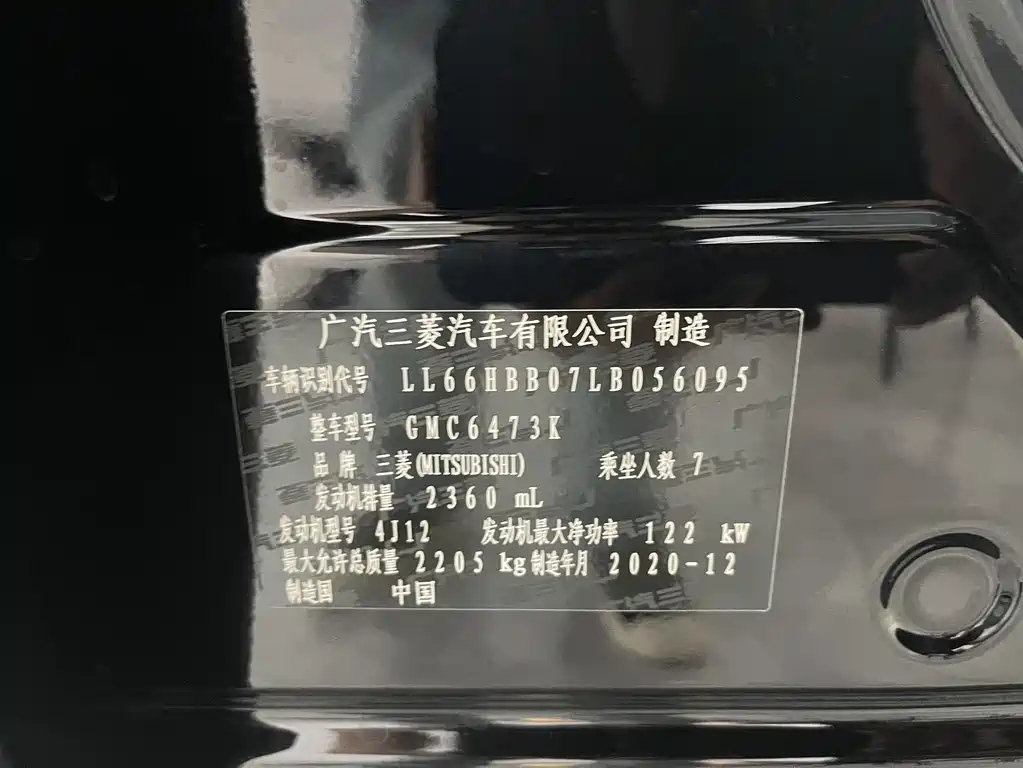 广汽三菱汽车有限公司 制造
车辆识别代号 LL66HBB07LB056095
整车型号 GMC6473K
品牌 三菱(MITSUBISHI) 乘坐人数 7
发动机排量 2360 mL
发动机型号 4J12 发动机最大净功率 122 kW
最大允许总质量 2205 kg 制造年月 2020-12
制造国 中国